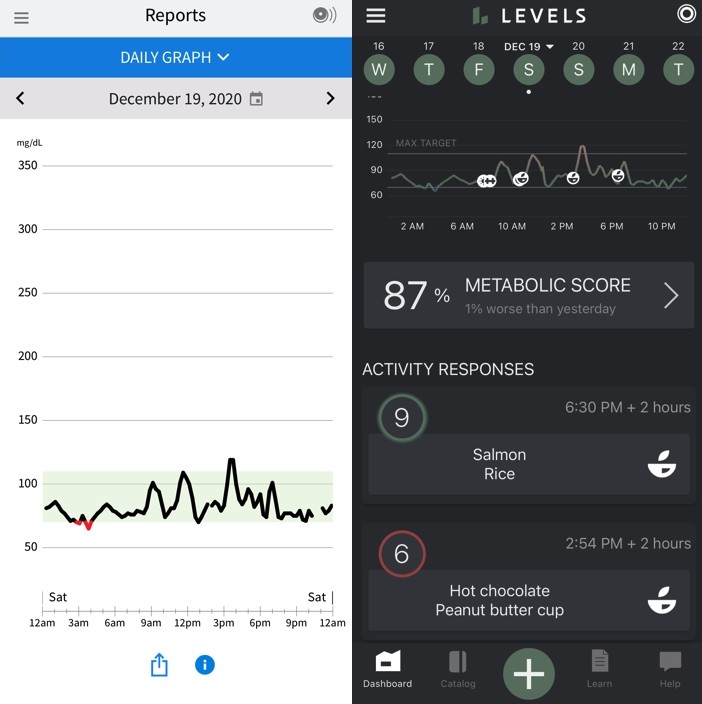 Reports
DAILY GRAPH
December 19, 2020
mg/dL
350
300
250
200
150
100
50
Sat Sat
12am 3am 6am 9am 12pm 3pm 6pm 9pm 12am
LEVELS
16 17 18 DEC 19 20 21 22
W T F S S M T
150
MAX TARGET
120
90
60
2 AM 6 AM 10 AM 2 PM 6 PM 10 PM
87 % METABOLIC SCORE
1% worse than yesterday
ACTIVITY RESPONSES
9 6:30 PM + 2 hours
Salmon
Rice
6 2:54 PM + 2 hours
Hot chocolate
Peanut butter cup
Dashboard Catalog Learn Help